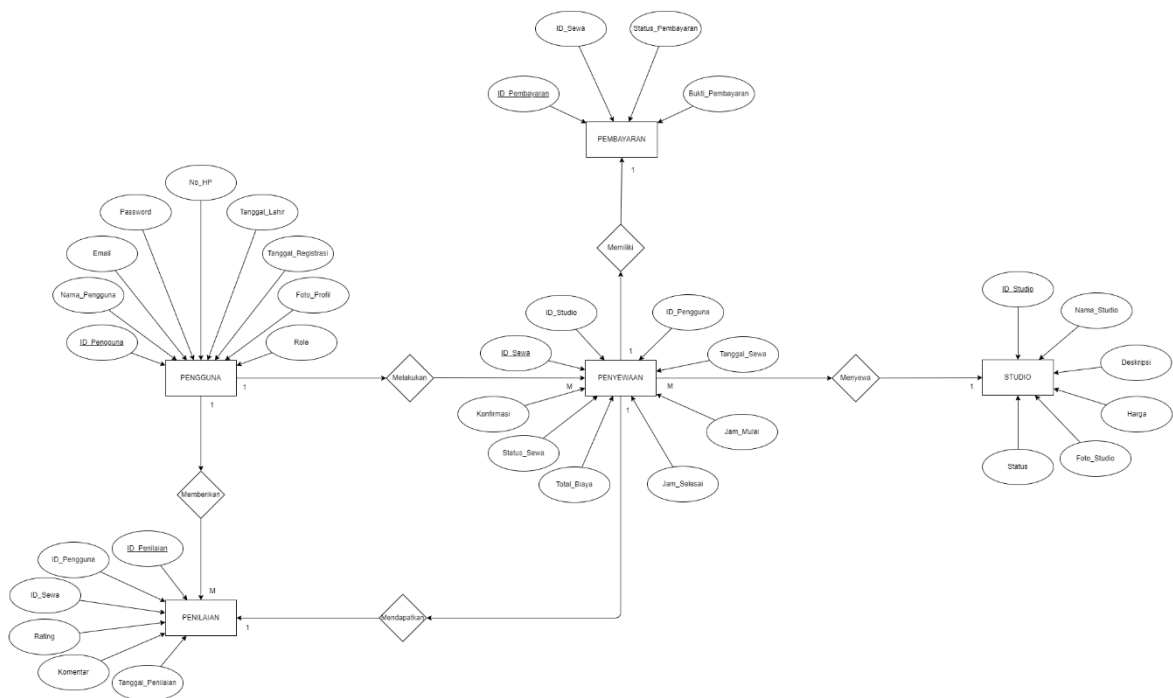 ID_Sewa
Status_Pembayaran
ID_Pembayaran
Bukti_Pembayaran
PEMBAYARAN
1
No_HP
Password
Tanggal_Lahir
Email
Tanggal_Registrasi
Nama_Pengguna
Foto_Profil
ID_Pengguna
Role
PENGGUNA
1
1
Memiliki
Melakukan
ID_Studio
ID_Pengguna
ID_Sewa
Tanggal_Sewa
1
PENYEWAAN
M
M
1
Konfirmasi
Jam_Mulai
Status_Sewa
Total_Biaya
Jam_Selesai
Menyewa
ID_Studio
Nama_Studio
Deskripsi
1
STUDIO
Harga
Status
Foto_Studio
Memberikan
ID_Penilaian
ID_Pengguna
M
ID_Sewa
PENILAIAN
1
Mendapatkan
Rating
Komentar
Tanggal_Penilaian